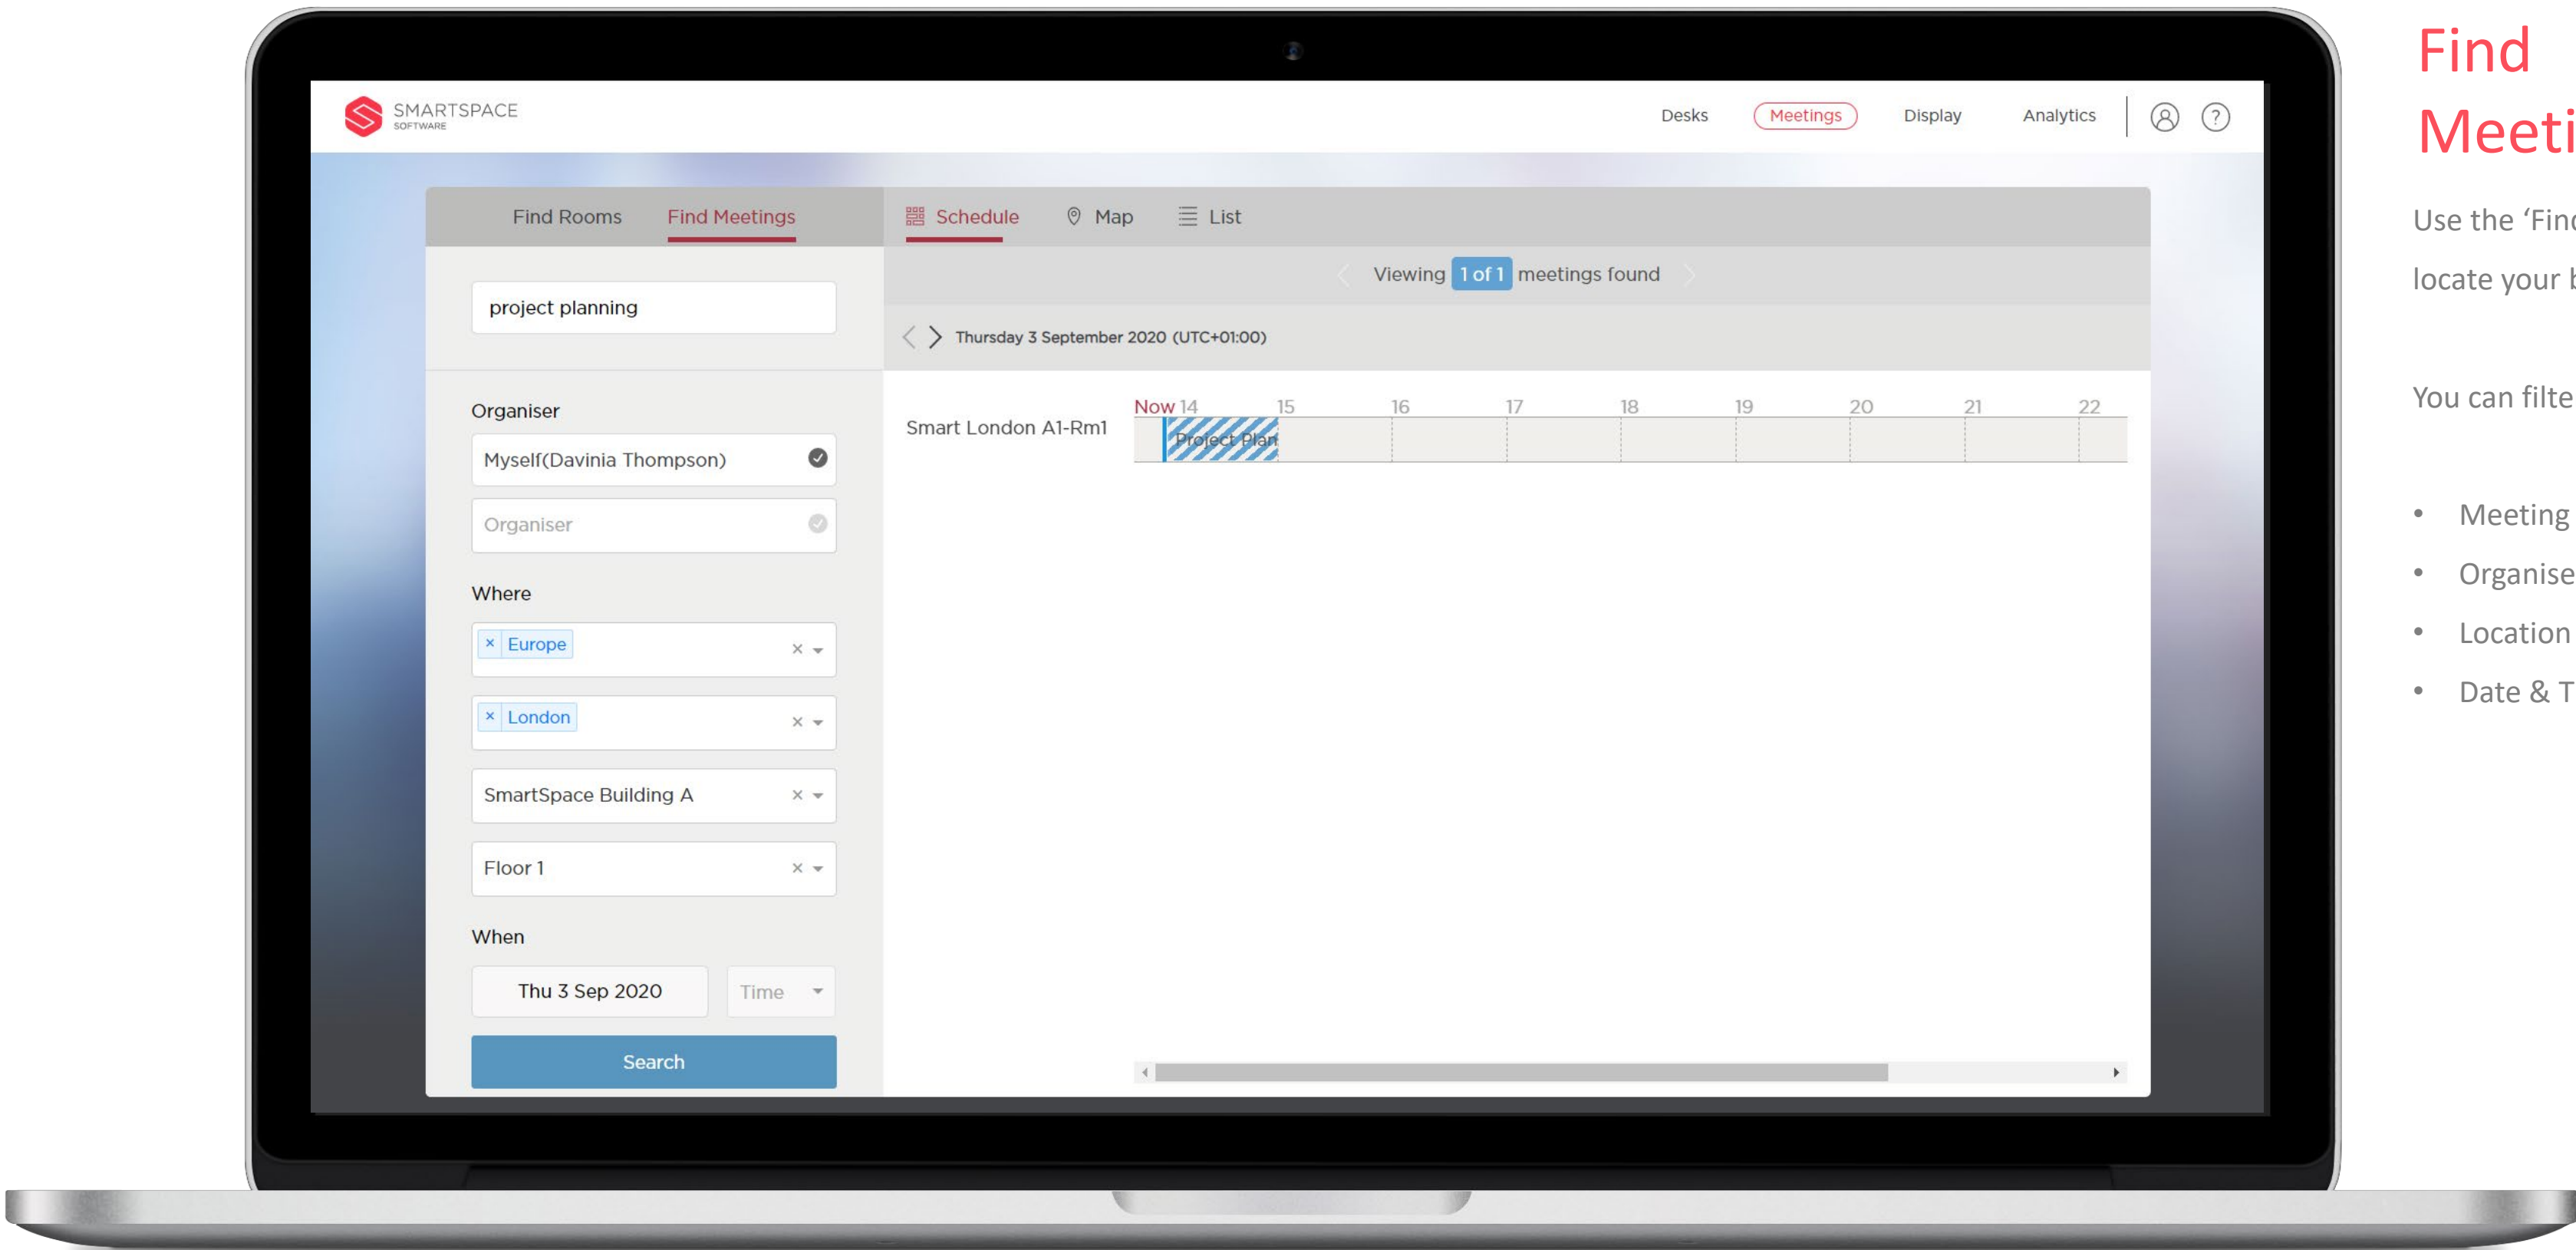 SMARTSPACE
SOFTWARE
Desks Meetings Display Analytics ?
Find Rooms Find Meetings
Schedule Map List
Viewing 1 of 1 meetings found
project planning
Thursday 3 September 2020 (UTC+01:00)
Organiser
Myself(Davinia Thompson)
Organiser
Where
× Europe ×
× London ×
SmartSpace Building A ×
Floor 1 ×
When
Thu 3 Sep 2020 Time
Search
Now 14 15 16 17 18 19 20 21 22
Smart London A1-Rm1
Project Plan
Find
Meeti
Use the ‘Find
locate your b
You can filte
• Meeting
• Organise
• Location
• Date & T